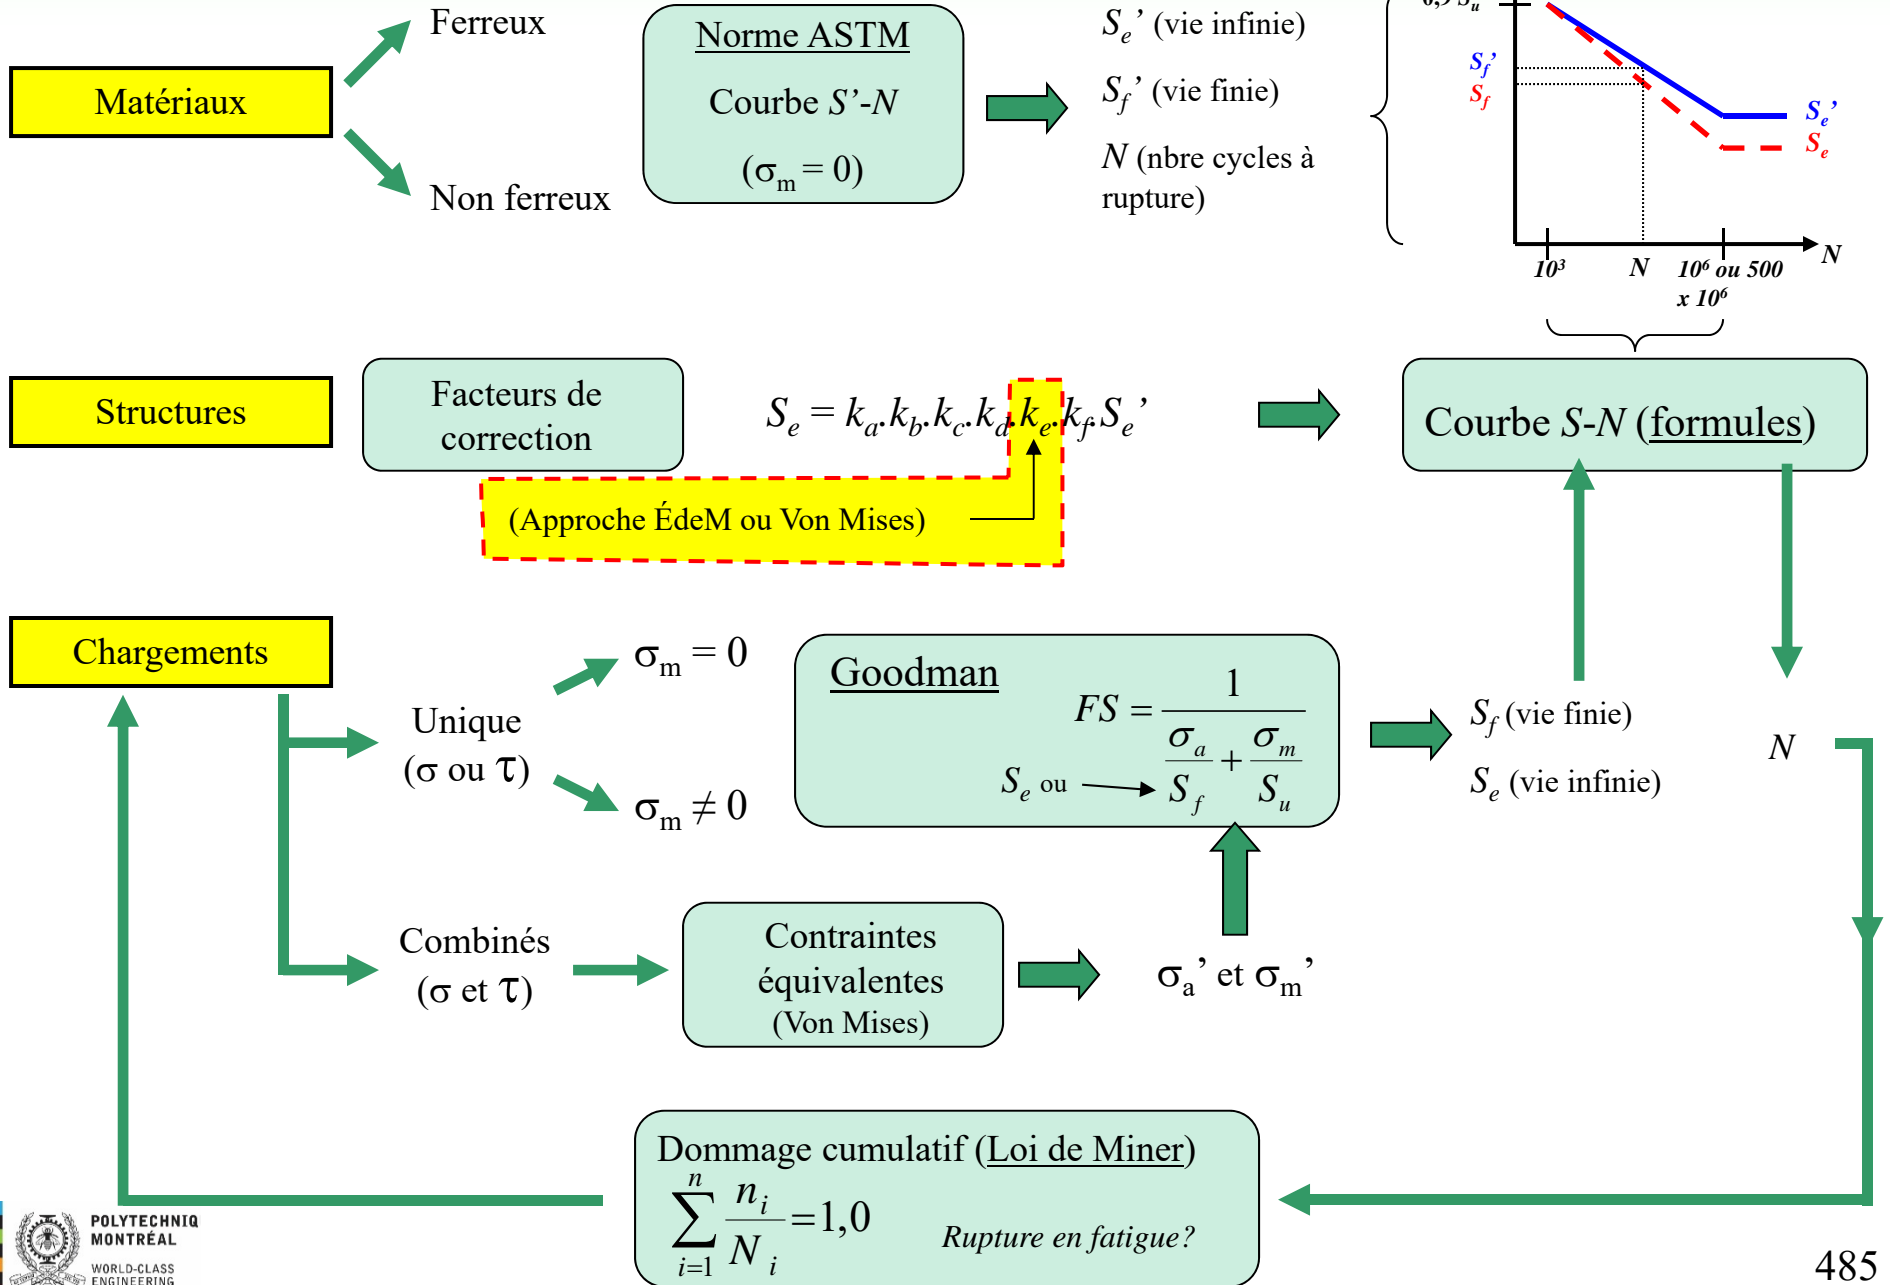 Matériaux
Ferreux
Non ferreux
Norme ASTM
Courbe S’-N
(σm = 0)
Se’ (vie infinie)
Sf’ (vie finie)
N (nbre cycles à
rupture)
Sf’
Sf
Se’
Se
10³
N
10⁶ ou 500
x 10⁶
N
Structures
Facteurs de
correction
Se = ka.kb.kc.kd.ke.kf.Se’
(Approche ÉdeM ou Von Mises)
Courbe S-N (formules)
Chargements
Unique
(σ ou τ)
σm = 0
σm ≠ 0
Goodman
FS = 1 / (σa/Sf + σm/Su)
Se ou
Sf (vie finie)
Se (vie infinie)
N
Combinés
(σ et τ)
Contraintes
équivalentes
(Von Mises)
σa’ et σm’
Dommage cumulatif (Loi de Miner)
∑ i=1 n ni/Ni = 1,0
Rupture en fatigue?
POLYTECHNIQ
MONTRÉAL
WORLD-CLASS
ENGINEERING
485